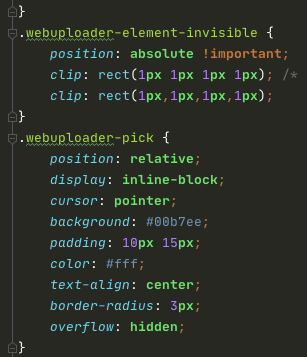 }
.webuploader-element-invisible {
position: absolute !important;
clip: rect(1px 1px 1px 1px); /*
clip: rect(1px,1px,1px,1px);
}
.webuploader-pick {
position: relative;
display: inline-block;
cursor: pointer;
background: #00b7ee;
padding: 10px 15px;
color: #fff;
text-align: center;
border-radius: 3px;
overflow: hidden;